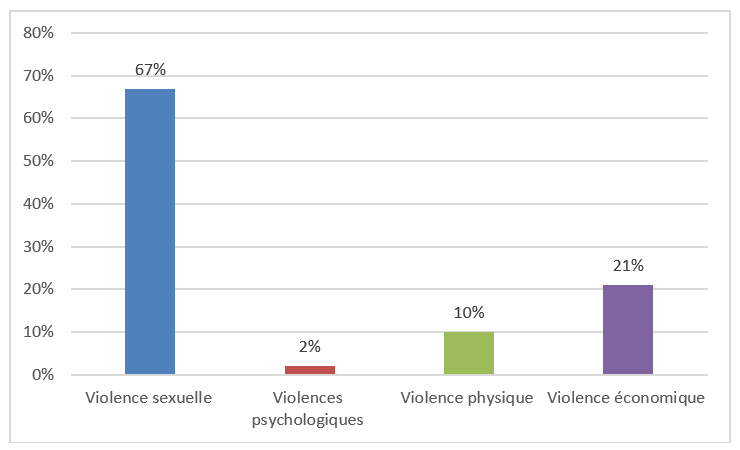 80%
70%
60%
50%
40%
30%
20%
10%
0%
67%
2%
10%
21%
Violence sexuelle
Violences
psychologiques
Violence physique
Violence économique